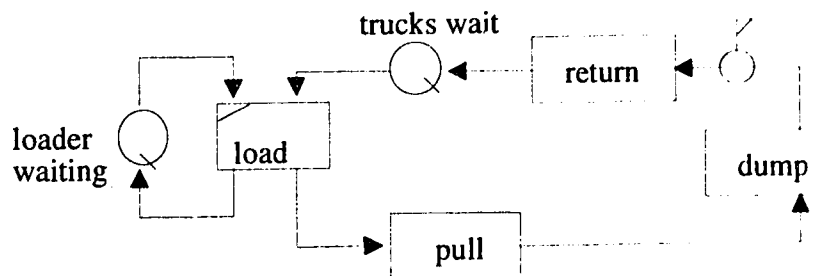 trucks wait
return
loader
waiting
load
dump
pull